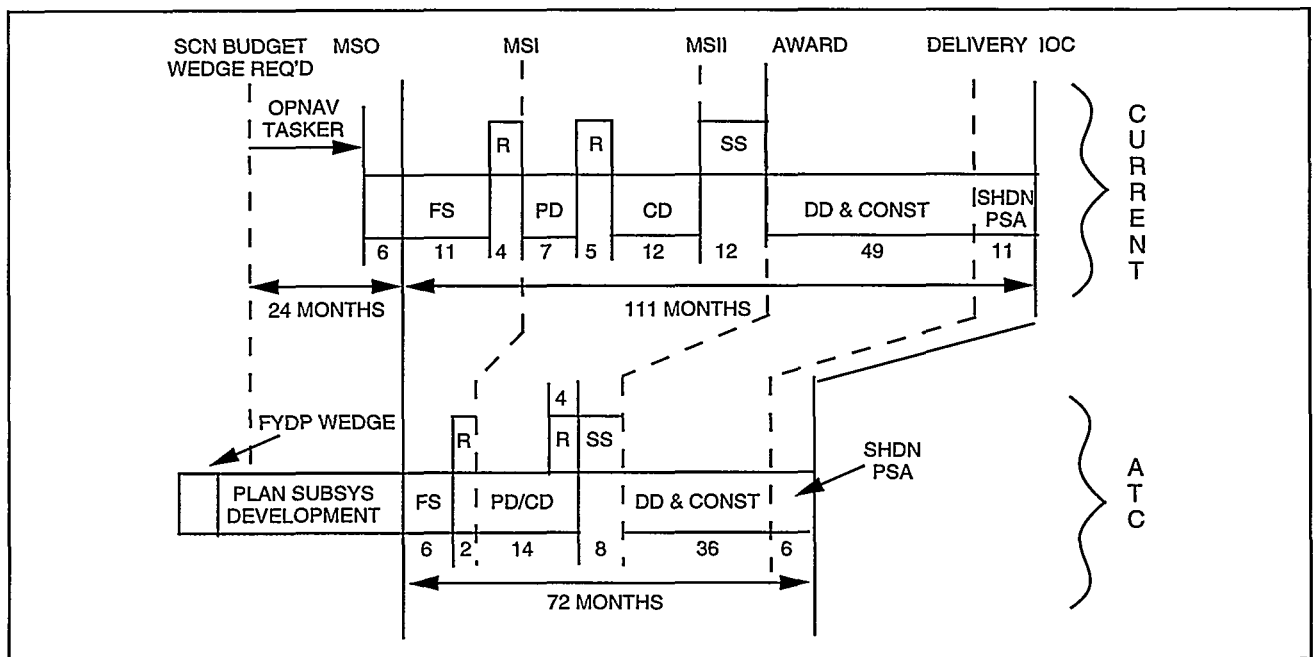 SCN BUDGET
WEDGE REQ'D
MSO
MSI
MSII
AWARD
DELIVERY IOC
OPNAV
TASKER
R
R
SS
FS
PD
CD
DD & CONST
SHDN
PSA
6
11
4
7
5
12
12
49
11
24 MONTHS
111 MONTHS
CURRENT
FYDP WEDGE
4
R
R
SS
SHDN
PSA
PLAN SUBSYS
DEVELOPMENT
FS
PD/CD
DD & CONST
6
2
14
8
36
6
72 MONTHS
ATC